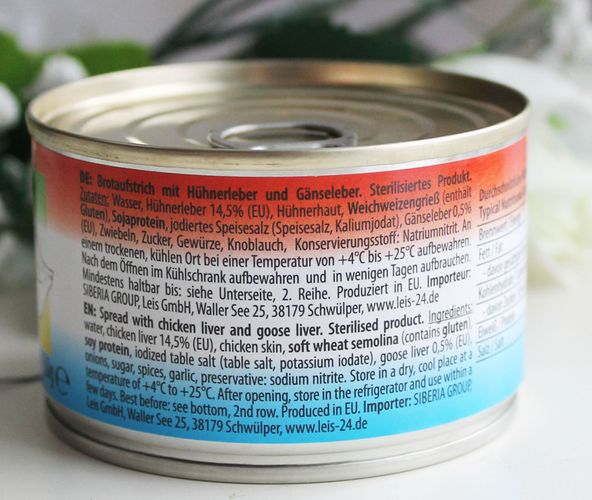 DE: Brotaufstrich mit Hühnerleber und Gänseleber. Sterilisiertes Produkt.
Zutaten: Wasser, Hühnerleber 14,5% (EU), Hühnerhaut, Weichweizengrieß (enthält
Gluten), Sojaprotein, jodiertes Speisesalz (Speisesalz, Kaliumjodat), Gänseleber 0,5%
(EU), Zwiebeln, Zucker, Gewürze, Knoblauch, Konservierungsstoff: Natriumnitrit. An
einem trockenen, kühlen Ort bei einer Temperatur von +4°C bis +25°C aufbewahren.
Nach dem Öffnen im Kühlschrank aufbewahren und in wenigen Tagen aufbrauchen.
Mindestens haltbar bis: siehe Unterseite, 2. Reihe. Produziert in EU. Importeur:
SIBERIA GROUP, Leis GmbH, Waller See 25, 38179 Schwülper, www.leis-24.de
EN: Spread with chicken liver and goose liver. Sterilised product. Ingredients:
water, chicken liver 14,5% (EU), chicken skin, soft wheat semolina (contains gluten),
soy protein, iodized table salt (table salt, potassium iodate), goose liver 0,5% (EU),
onions, sugar, spices, garlic, preservative: sodium nitrite. Store in a dry, cool place at a
temperature of +4°C to +25°C. After opening, store in the refrigerator and use within a
few days. Best before: see bottom, 2nd row. Produced in EU. Importer: SIBERIA GROUP,
Leis GmbH, Waller See 25, 38179 Schwülper, www.leis-24.de
Durchschnittliche
Typical
Brennwert
Fett / Fat
- davon
Kohlenhydrate
- davon
Eiweiß
Salz / Salt
g e